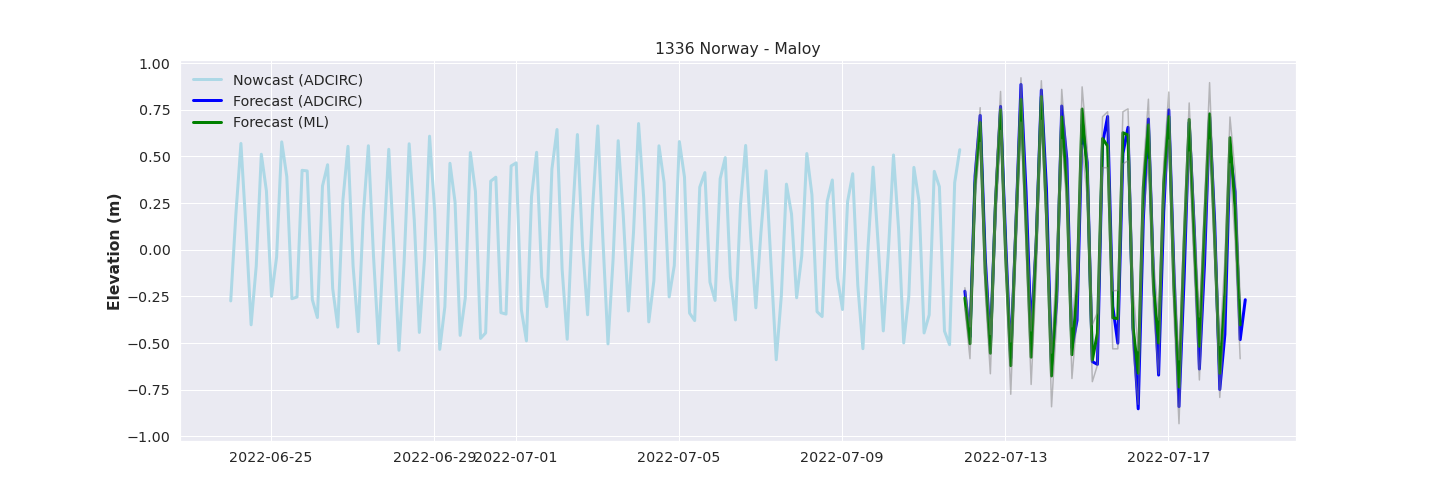 1336 Norway - Maloy
Nowcast (ADCIRC)
Forecast (ADCIRC)
Forecast (ML)
Elevation (m)
1.00
0.75
0.50
0.25
0.00
−0.25
−0.50
−0.75
−1.00
2022-06-25 2022-06-29 2022-07-01 2022-07-05 2022-07-09 2022-07-13 2022-07-17